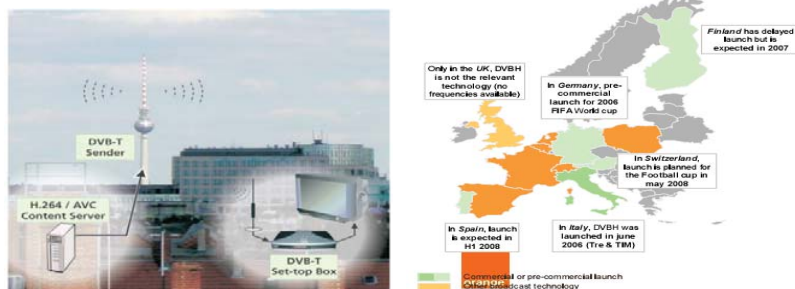 DVB-T
Sender
H.264 / AVC
Content Server
DVB-T
Set-top Box
Finland has delayed
launch but is
expected in 2007
Only in the UK, DVBH
is not the relevant
technology (no
frequencies available)
In Germany, pre-
commercial
launch for 2006
FIFA World cup
In Switzerland,
launch is planned for
the Football cup in
may 2008
In Spain, launch
is expected in
H1 2008
In Italy, DVBH was
launched in june
2006 (Tre & TIM)
orange
Commercial or pre-commercial launch
Other broadcast technology